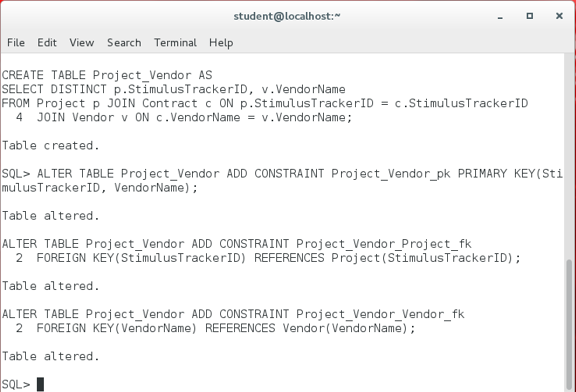 student@localhost:~
File Edit View Search Terminal Help
CREATE TABLE Project_Vendor AS
SELECT DISTINCT p.StimulusTrackerID, v.VendorName
FROM Project p JOIN Contract c ON p.StimulusTrackerID = c.StimulusTrackerID
  4  JOIN Vendor v ON c.VendorName = v.VendorName;
Table created.
SQL> ALTER TABLE Project_Vendor ADD CONSTRAINT Project_Vendor_pk PRIMARY KEY(Sti
mulusTrackerID, VendorName);
Table altered.
ALTER TABLE Project_Vendor ADD CONSTRAINT Project_Vendor_Project_fk
  2  FOREIGN KEY(StimulusTrackerID) REFERENCES Project(StimulusTrackerID);
Table altered.
ALTER TABLE Project_Vendor ADD CONSTRAINT Project_Vendor_Vendor_fk
  2  FOREIGN KEY(VendorName) REFERENCES Vendor(VendorName);
Table altered.
SQL>